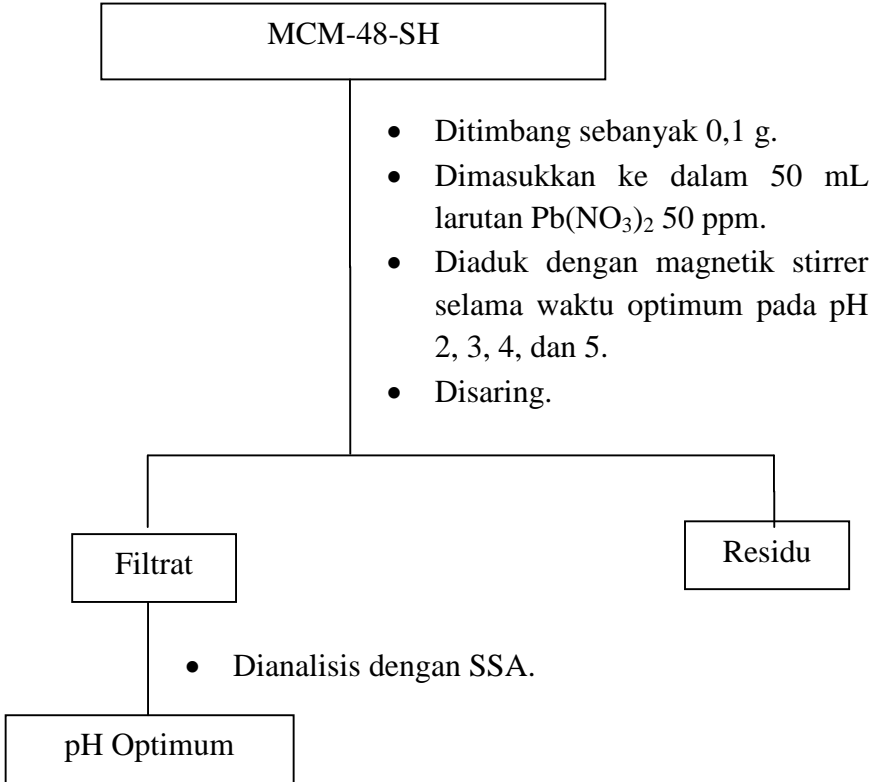 MCM-48-SH
• Ditimbang sebanyak 0,1 g.
• Dimasukkan ke dalam 50 mL
larutan Pb(NO₃)₂ 50 ppm.
• Diaduk dengan magnetik stirrer
selama waktu optimum pada pH
2, 3, 4, dan 5.
• Disaring.
Filtrat
Residu
• Dianalisis dengan SSA.
pH Optimum